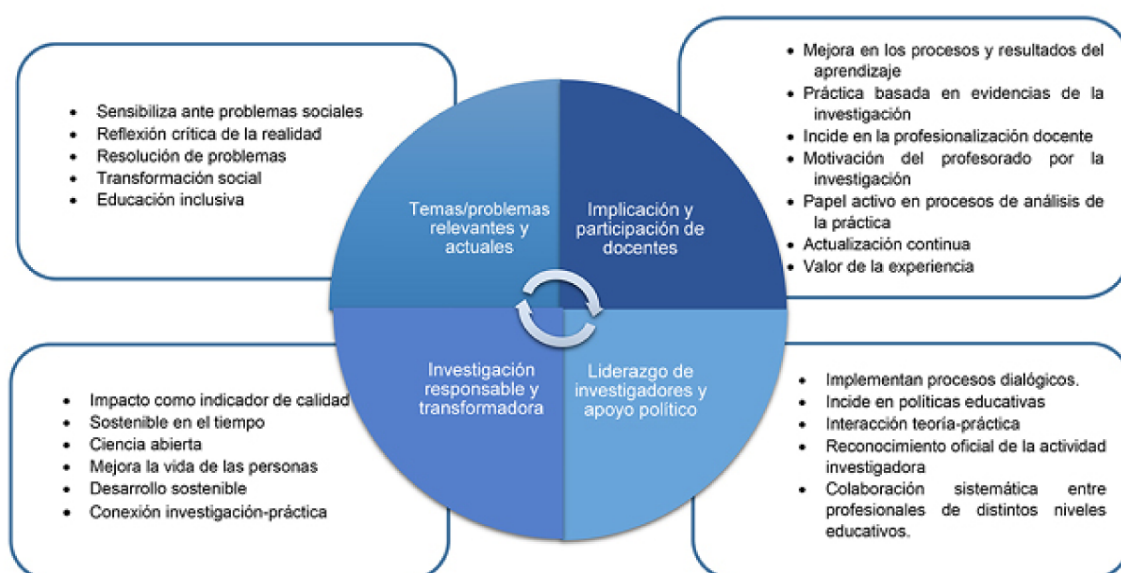 Sensibiliza ante problemas sociales
Reflexión crítica de la realidad
Resolución de problemas
Transformación social
Educación inclusiva
Temas/problemas
relevantes y
actuales
Implicación y
participación de
docentes
Mejora en los procesos y resultados del
aprendizaje
Práctica basada en evidencias de la
investigación
Incide en la profesionalización docente
Motivación del profesorado por la
investigación
Papel activo en procesos de análisis de
la práctica
Actualización continua
Valor de la experiencia
Impacto como indicador de calidad
Sostenible en el tiempo
Ciencia abierta
Mejora la vida de las personas
Desarrollo sostenible
Conexión investigación-práctica
Investigación
responsable y
transformadora
Liderazgo de
investigadores y
apoyo político
Implementan procesos dialógicos.
Incide en políticas educativas
Interacción teoría-práctica
Reconocimiento oficial de la actividad
investigadora
Colaboración sistemática entre
profesionales de distintos niveles
educativos.